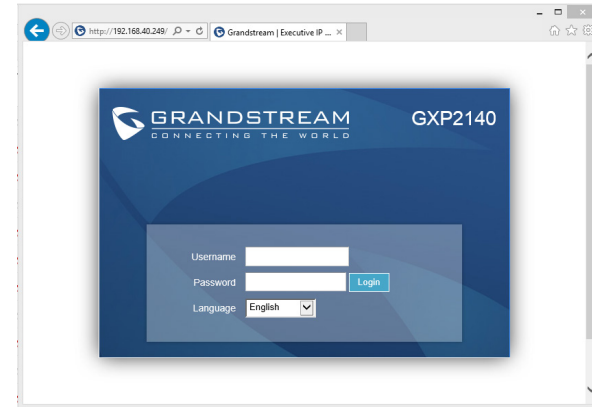 http://192.168.40.249/
Grandstream | Executive IP ...
GRANDSTREAM
CONNECTING THE WORLD
GXP2140
Username
Password
Login
Language
English